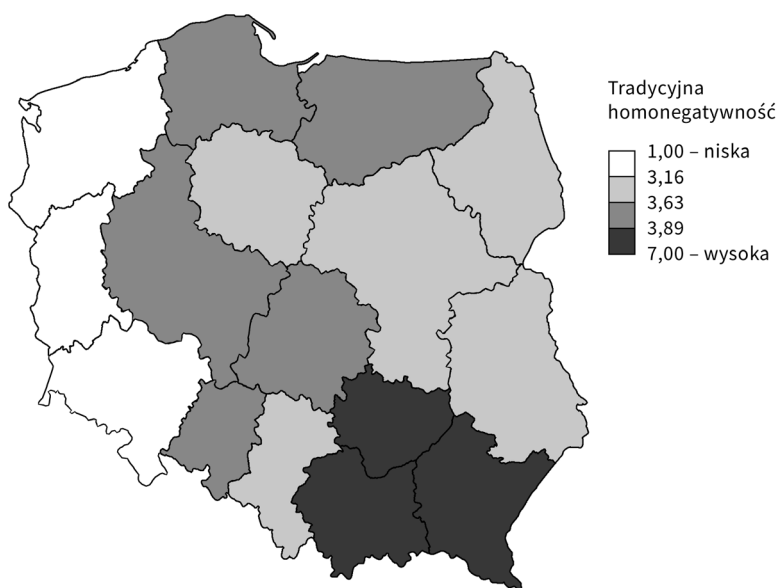 Tradycyjna
homonegatywność
1,00 – niska
3,16
3,63
3,89
7,00 – wysoka